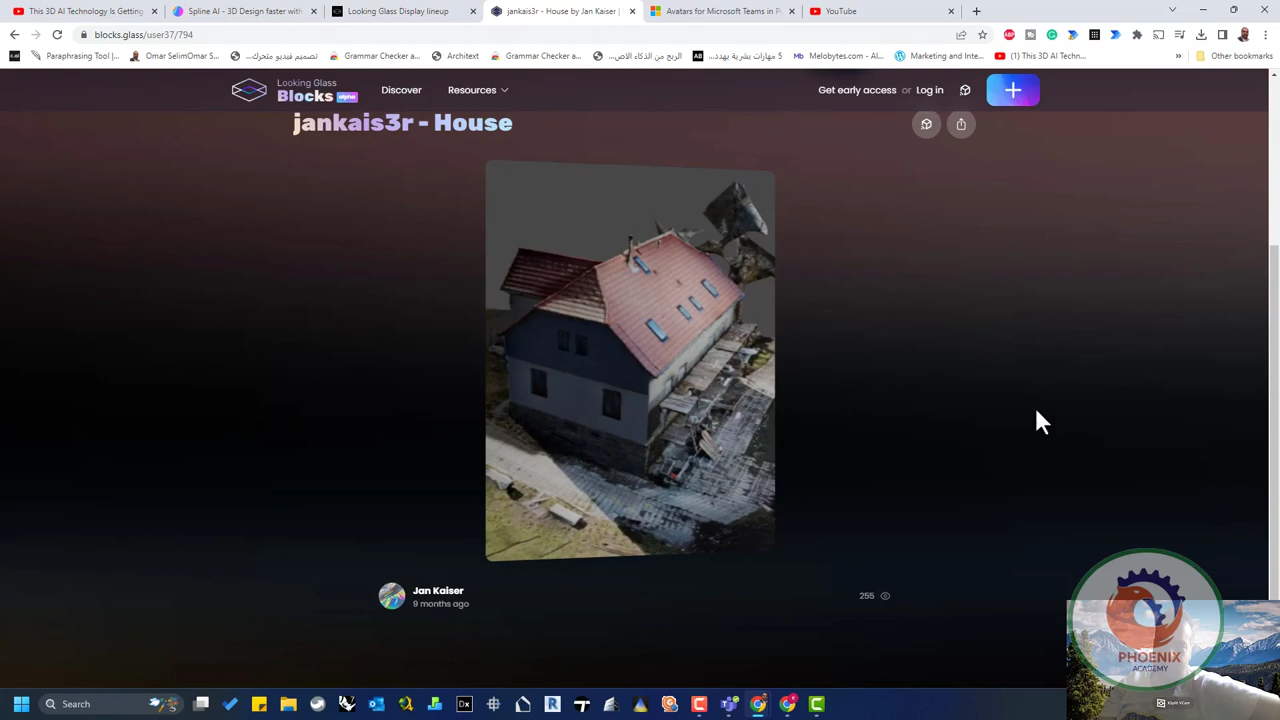 This 3D AI Technology is Getting
Spline AI - 3D Design faster with
Looking Glass Display lineup
jankais3r - House by Jan Kaiser |
Avatars for Microsoft Teams in P
YouTube
blocks.glass/user37/794
Paraphrasing Tool |...
Omar SelimOmar S...
تصميم فيديو متحرك...
Grammar Checker a...
Architext
Grammar Checker a...
الربح من الذكاء الاص...
5 مهارات بشرية يهدد...
Melobytes.com - AI...
Marketing and Inte...
(1) This 3D AI Techn...
Other bookmarks
Looking Glass
Blocks alpha
Discover
Resources
Get early access or Log in
jankais3r - House
Jan Kaiser
9 months ago
255
PHOENIX
ACADEMY
XSplit VCam
Search